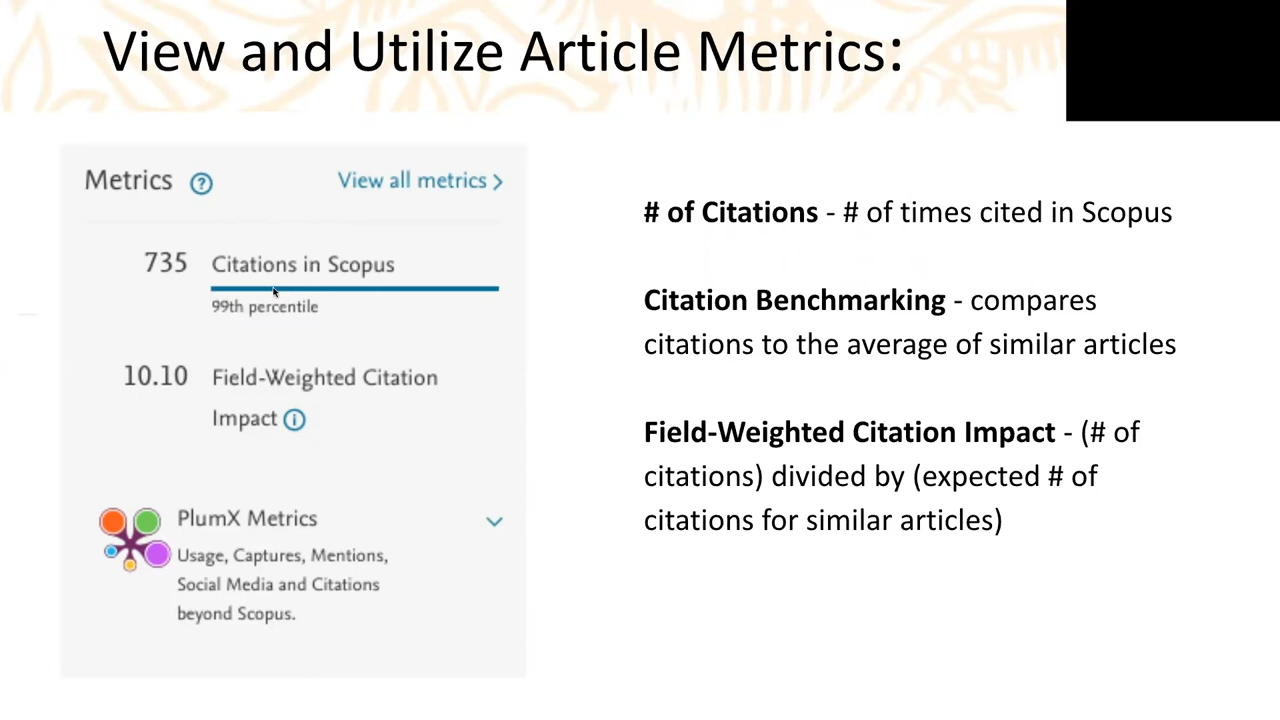 View and Utilize Article Metrics:
Metrics ?
View all metrics >
735 Citations in Scopus
99th percentile
10.10 Field-Weighted Citation
Impact i
PlumX Metrics
Usage, Captures, Mentions,
Social Media and Citations
beyond Scopus.
# of Citations - # of times cited in Scopus
Citation Benchmarking - compares
citations to the average of similar articles
Field-Weighted Citation Impact - (# of
citations) divided by (expected # of
citations for similar articles)